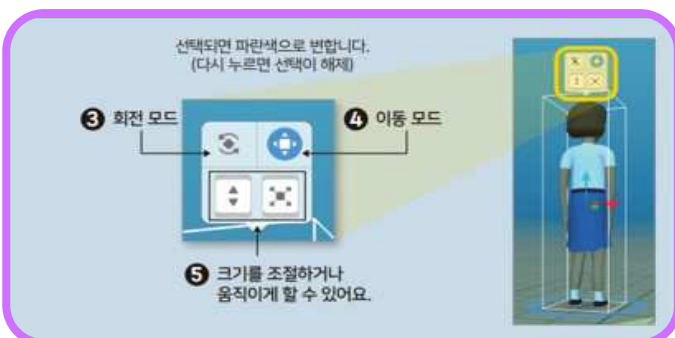 선택되면 파란색으로 변합니다.
(다시 누르면 선택이 해제)
❸ 회전 모드
❹ 이동 모드
❺ 크기를 조절하거나
움직이게 할 수 있어요.